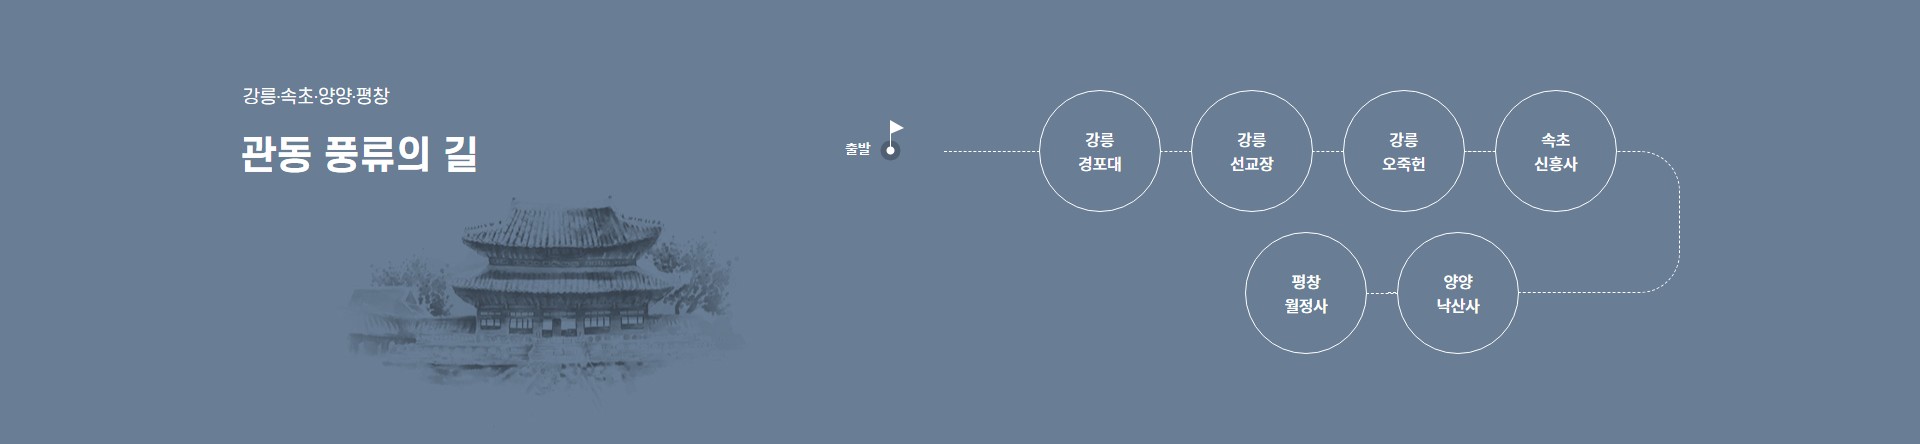 강릉·속초·양양·평창
관동 풍류의 길
출발
강릉
경포대
강릉
선교장
강릉
오죽헌
속초
신흥사
양양
낙산사
평창
월정사